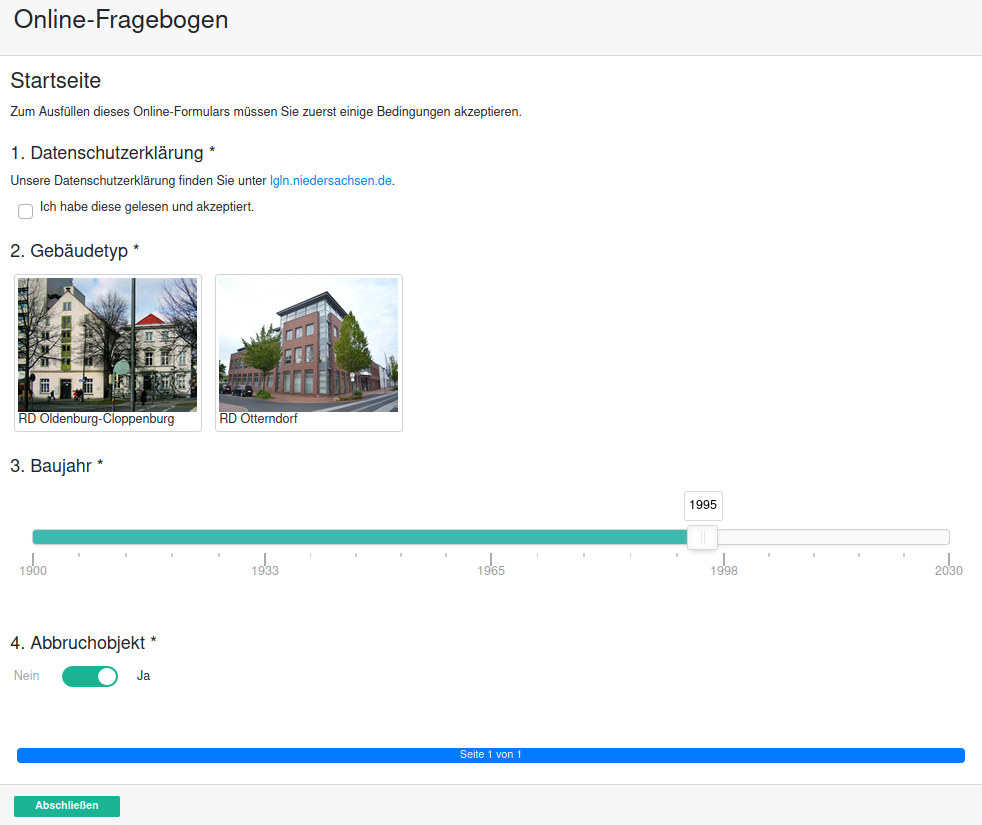 Online-Fragebogen
Startseite
Zum Ausfüllen dieses Online-Formulars müssen Sie zuerst einige Bedingungen akzeptieren.
1. Datenschutzerklärung *
Unsere Datenschutzerklärung finden Sie unter lgln.niedersachsen.de.
Ich habe diese gelesen und akzeptiert.
2. Gebäudetyp *
RD Oldenburg-Cloppenburg RD Otterndorf
3. Baujahr *
1995
1900 1933 1965 1998 2030
4. Abbruchobjekt *
Nein Ja
Seite 1 von 1
Abschließen